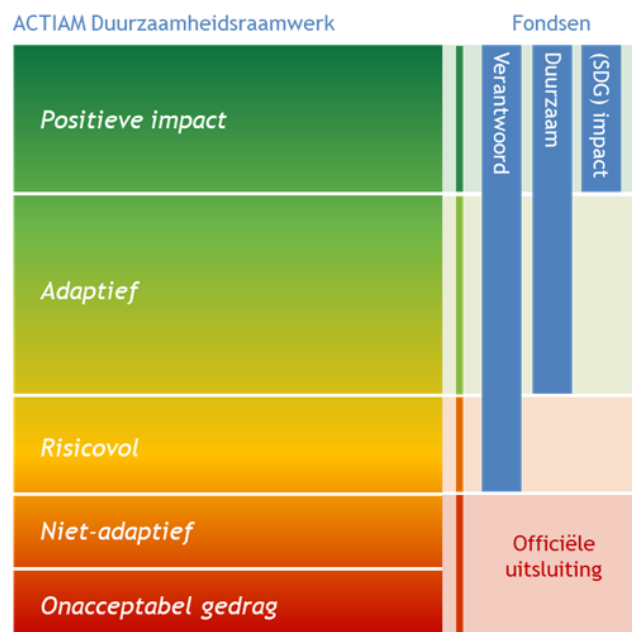 ACTIAM Duurzaamheidsraamwerk
Fondsen
Positieve impact
Adaptief
Risicovol
Niet-adaptief
Onacceptabel gedrag
Verantwoord
Duurzaam
(SDG) impact
Officiële
uitsluiting